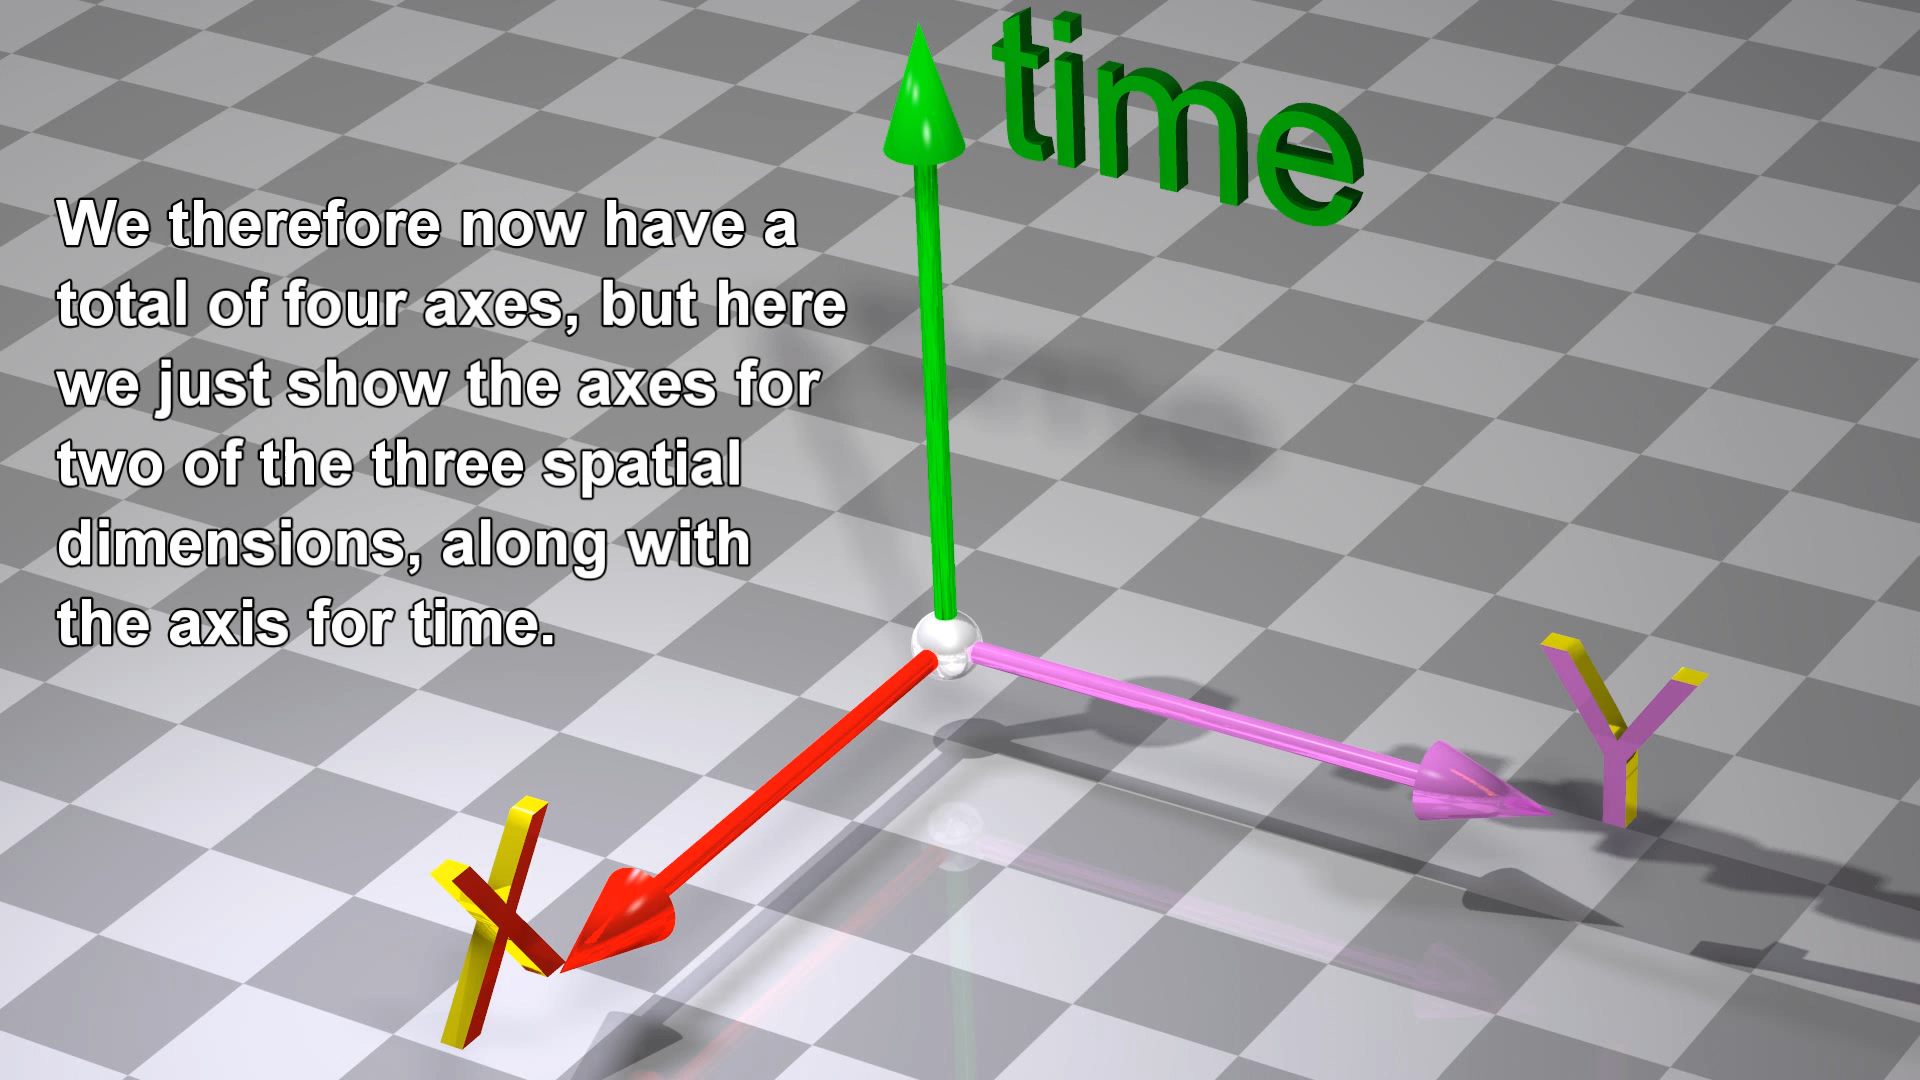 time
We therefore now have a
total of four axes, but here
we just show the axes for
two of the three spatial
dimensions, along with
the axis for time.
Y
X